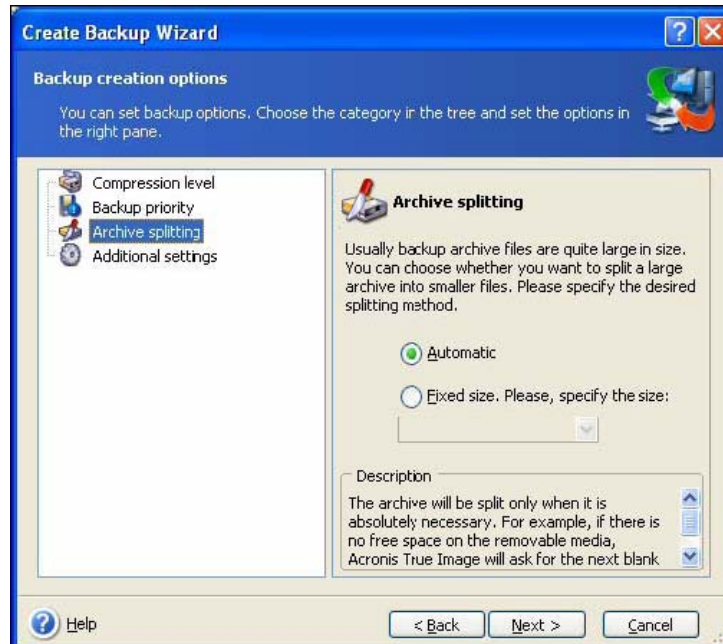 Create Backup Wizard
Backup creation options
You can set backup options. Choose the category in the tree and set the options in
the right pane.
Compression level
Backup priority
Archive splitting
Additional settings
Archive splitting
Usually backup archive files are quite large in size.
You can choose whether you want to split a large
archive into smaller files. Please specify the desired
splitting method.
Automatic
Fixed size. Please, specify the size:
Description
The archive will be split only when it is
absolutely necessary. For example, if there is
no free space on the removable media,
Acronis True Image will ask for the next blank
Help
< Back
Next >
Cancel